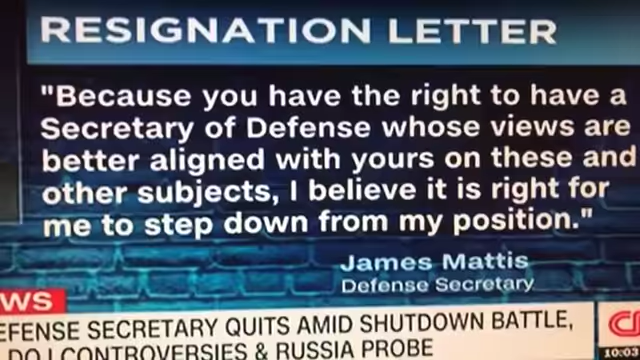 RESIGNATION LETTER
"Because you have the right to have a
Secretary of Defense whose views are
better aligned with yours on these and
other subjects, I believe it is right for
me to step down from my position."
James Mattis
Defense Secretary
WS
EFENSE SECRETARY QUITS AMID SHUTDOWN BATTLE,
DOJ CONTROVERSIES & RUSSIA PROBE
10:03